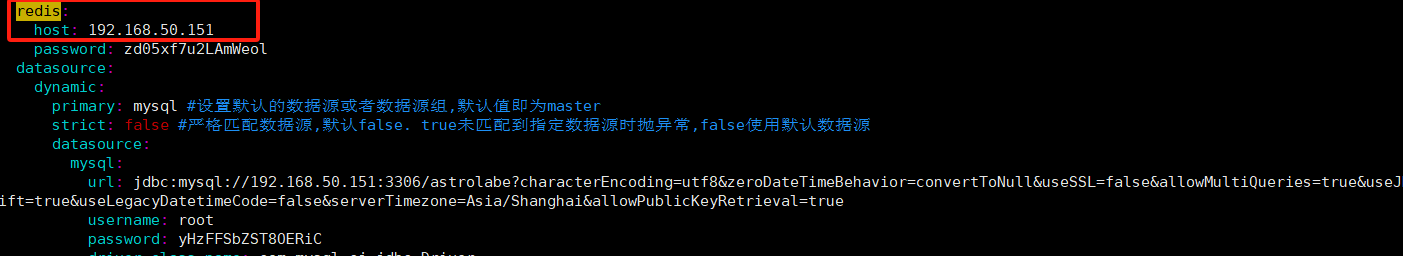 redis:
host: 192.168.50.151
password: zd05xf7u2LAmWeol
datasource:
dynamic:
primary: mysql #设置默认的数据源或者数据源组,默认值即为master
strict: false #严格匹配数据源,默认false. true未匹配到指定数据源时抛异常,false使用默认数据源
datasource:
mysql:
url: jdbc:mysql://192.168.50.151:3306/astrolabe?characterEncoding=utf8&zeroDateTimeBehavior=convertToNull&useSSL=false&allowMultiQueries=true&useJ
ift=true&useLegacyDatetimeCode=false&serverTimezone=Asia/Shanghai&allowPublicKeyRetrieval=true
username: root
password: yHzFFSbZST8OERiC